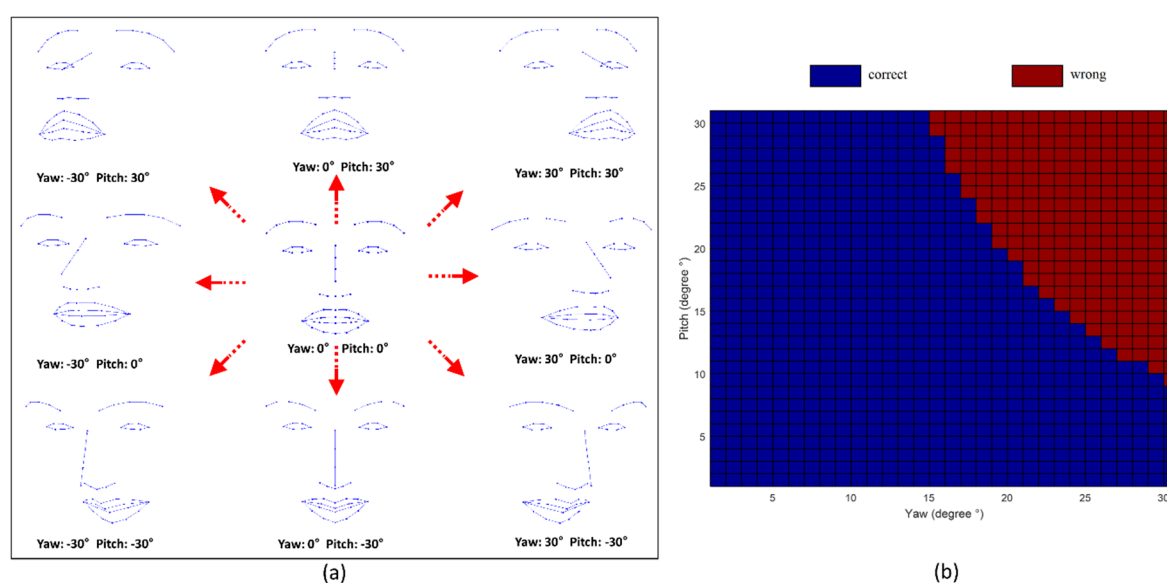 Yaw: -30° Pitch: 30°
Yaw: 0° Pitch: 30°
Yaw: 30° Pitch: 30°
Yaw: -30° Pitch: 0°
Yaw: 0° Pitch: 0°
Yaw: 30° Pitch: 0°
Yaw: -30° Pitch: -30°
Yaw: 0° Pitch: -30°
Yaw: 30° Pitch: -30°
(a)
correct
wrong
30
25
20
15
10
5
Pitch (degree °)
5 10 15 20 25 30
Yaw (degree °)
(b)